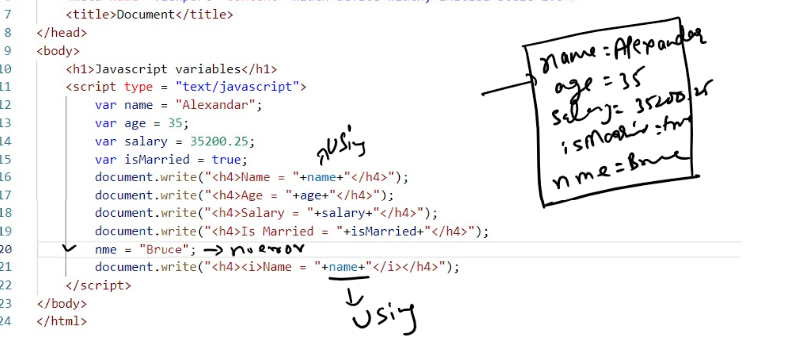 7 <title>Document</title>
8 </head>
9 <body>
10 <h1>Javascript variables</h1>
11 <script type = "text/javascript">
12 var name = "Alexandar";
13 var age = 35;
14 var salary = 35200.25;
15 var isMarried = true;
16 document.write("<h4>Name = "+name+"</h4>");
17 document.write("<h4>Age = "+age+"</h4>");
18 document.write("<h4>Salary = "+salary+"</h4>");
19 document.write("<h4>Is Married = "+isMarried+"</h4>");
20 nme = "Bruce"; → no error
21 document.write("<h4><i>Name = "+name+"</i></h4>");
22 </script>
23 </body>
24 </html>
using
using
name = Alexandar
age = 35
salary = 35200.25
isMarried = true
nme = Bruce